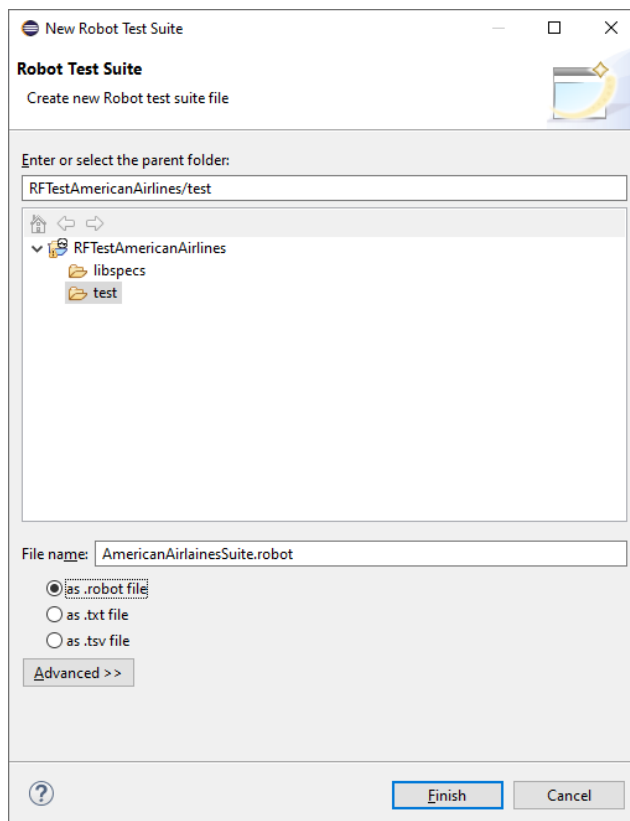 New Robot Test Suite
Robot Test Suite
Create new Robot test suite file
Enter or select the parent folder:
RFTestAmericanAirlines/test
RFTestAmericanAirlines
libspecs
test
File name: AmericanAirlainesSuite.robot
as .robot file
as .txt file
as .tsv file
Advanced >>
?
Finish Cancel